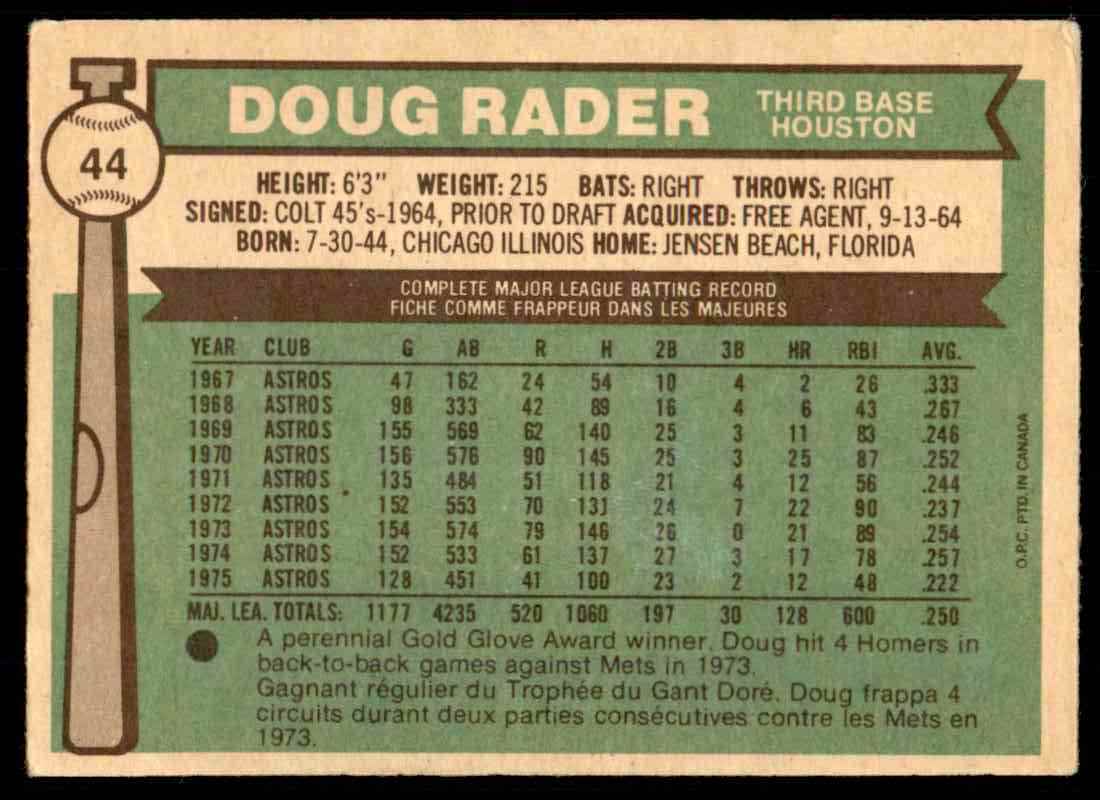 44
DOUG RADER
THIRD BASE
HOUSTON
HEIGHT: 6'3" WEIGHT: 215 BATS: RIGHT THROWS: RIGHT
SIGNED: COLT 45's-1964, PRIOR TO DRAFT ACQUIRED: FREE AGENT, 9-13-64
BORN: 7-30-44, CHICAGO ILLINOIS HOME: JENSEN BEACH, FLORIDA
COMPLETE MAJOR LEAGUE BATTING RECORD
FICHE COMME FRAPPEUR DANS LES MAJEURES
YEAR CLUB G AB R H 2B 3B HR RBI AVG.
1967 ASTROS 47 162 24 54 10 4 2 26 .333
1968 ASTROS 98 333 42 89 16 4 6 43 .267
1969 ASTROS 155 569 62 140 25 3 11 83 .246
1970 ASTROS 156 576 90 145 25 3 25 87 .252
1971 ASTROS 135 484 51 118 21 4 12 56 .244
1972 ASTROS 152 553 70 131 24 7 22 90 .237
1973 ASTROS 154 574 79 146 26 0 21 89 .254
1974 ASTROS 152 533 61 137 27 3 17 78 .257
1975 ASTROS 128 451 41 100 23 2 12 48 .222
MAJ. LEA. TOTALS: 1177 4235 520 1060 197 30 128 600 .250
A perennial Gold Glove Award winner. Doug hit 4 Homers in
back-to-back games against Mets in 1973.
Gagnant régulier du Trophée du Gant Doré. Doug frappa 4
circuits durant deux parties consécutives contre les Mets en
1973.
O.P.C. PTD. IN CANADA